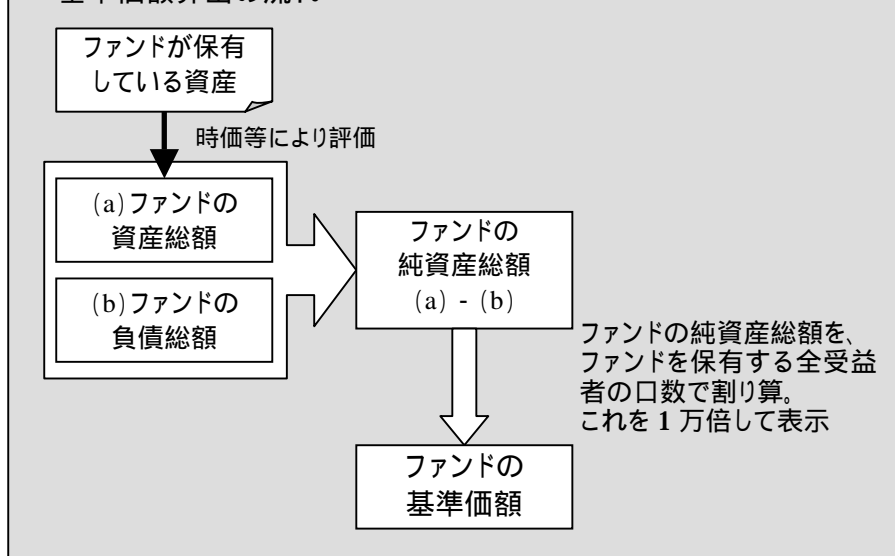 ファンドが保有
している資産
時価等により評価
(a)ファンドの
資産総額
(b)ファンドの
負債総額
ファンドの
純資産総額
(a) - (b)
ファンドの純資産総額を、
ファンドを保有する全受益
者の口数で割り算。
これを 1 万倍して表示
ファンドの
基準価額